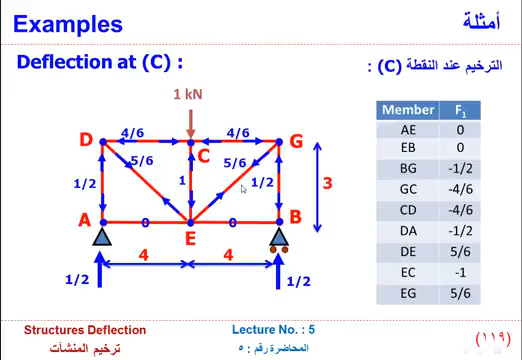 Examples
أمثلة
Deflection at (C) :
الترخيم عند النقطة (C) :
1 kN
4/6
4/6
D
G
C
5/6
5/6
1/2
1
1/2
3
A
0
0
B
E
4
4
1/2
1/2
Member F1
AE 0
EB 0
BG -1/2
GC -4/6
CD -4/6
DA -1/2
DE 5/6
EC -1
EG 5/6
Structures Deflection
ترخيم المنشآت
Lecture No. : 5
المحاضرة رقم : ٥
(١١٩)